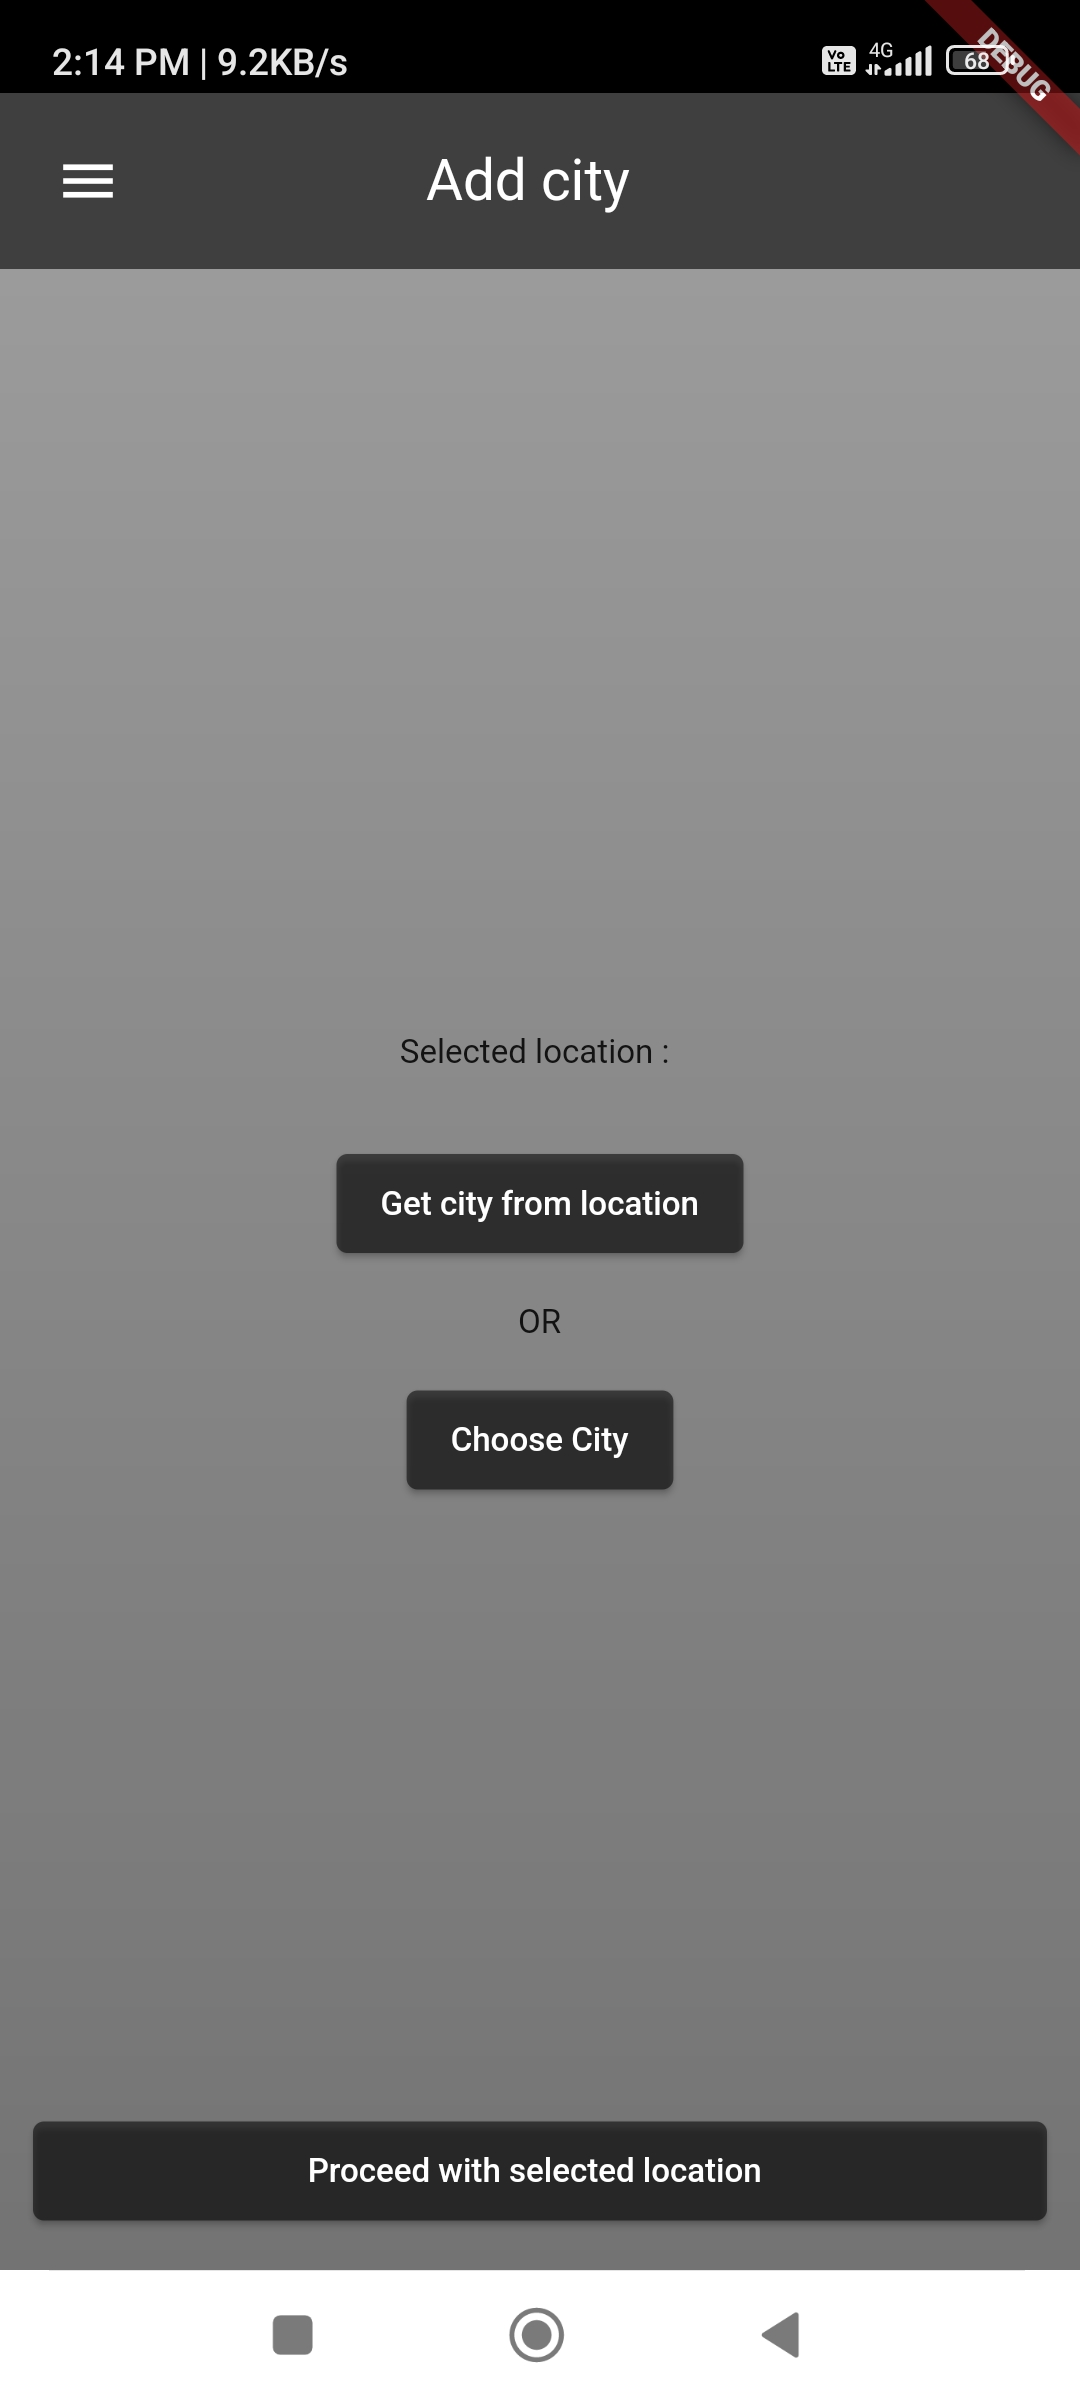 2:14 PM | 9.2KB/s
Vo LTE
4G
68
DEBUG
Add city
Selected location :
Get city from location
OR
Choose City
Proceed with selected location